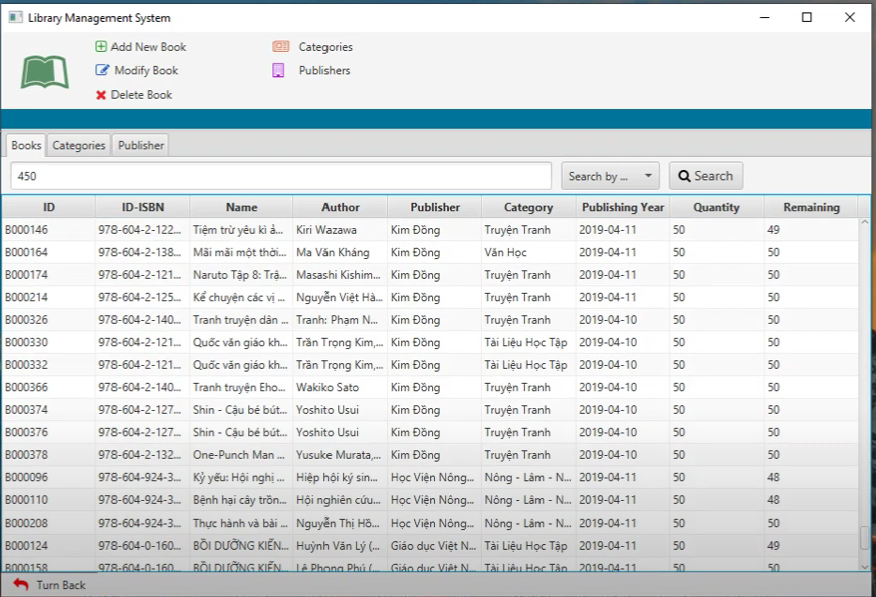 Library Management System
Add New Book
Categories
Modify Book
Publishers
Delete Book
Books Categories Publisher
450 Search by ... Search
ID ID-ISBN Name Author Publisher Category Publishing Year Quantity Remaining
B000146 978-604-2-122... Tiệm trừ yêu kì ả... Kiri Wazawa Kim Đồng Truyện Tranh 2019-04-11 50 49
B000164 978-604-2-138... Mãi mãi một thời... Ma Văn Kháng Kim Đồng Văn Học 2019-04-11 50 50
B000174 978-604-2-121... Naruto Tập 8: Trậ... Masashi Kishim... Kim Đồng Truyện Tranh 2019-04-11 50 50
B000214 978-604-2-125... Kể chuyện các vị ... Nguyễn Việt Hà... Kim Đồng Truyện Tranh 2019-04-11 50 50
B000326 978-604-2-140... Tranh truyện dân ... Tranh: Phạm N... Kim Đồng Truyện Tranh 2019-04-10 50 50
B000330 978-604-2-121... Quốc văn giáo kh... Trần Trọng Kim,... Kim Đồng Tài Liệu Học Tập 2019-04-10 50 50
B000332 978-604-2-121... Quốc văn giáo kh... Trần Trọng Kim,... Kim Đồng Tài Liệu Học Tập 2019-04-10 50 50
B000366 978-604-2-140... Tranh truyện Eho... Wakiko Sato Kim Đồng Truyện Tranh 2019-04-10 50 50
B000374 978-604-2-127... Shin - Cậu bé bút... Yoshito Usui Kim Đồng Truyện Tranh 2019-04-10 50 50
B000376 978-604-2-127... Shin - Cậu bé bút... Yoshito Usui Kim Đồng Truyện Tranh 2019-04-10 50 50
B000378 978-604-2-132... One-Punch Man ... Yusuke Murata,... Kim Đồng Truyện Tranh 2019-04-10 50 50
B000096 978-604-924-3... Kỷ yếu: Hội nghị ... Hiệp hội ký sin... Học Viện Nông... Nông - Lâm - N... 2019-04-11 50 48
B000110 978-604-924-3... Bệnh hại cây trồn... Hội nghiên cứu... Học Viện Nông... Nông - Lâm - N... 2019-04-11 50 48
B000208 978-604-924-3... Thực hành và bài ... Nguyễn Thị Hồ... Học Viện Nông... Nông - Lâm - N... 2019-04-11 50 50
B000124 978-604-0-160... BỒI DƯỠNG KIẾN... Huỳnh Văn Lý (... Giáo dục Việt N... Tài Liệu Học Tập 2019-04-11 50 49
B000158 978-604-0-160... BỒI DƯỠNG KIẾN... Lê Phong Phú (... Giáo dục Việt N... Tài Liệu Học Tập 2019-04-11 50 50
Turn Back